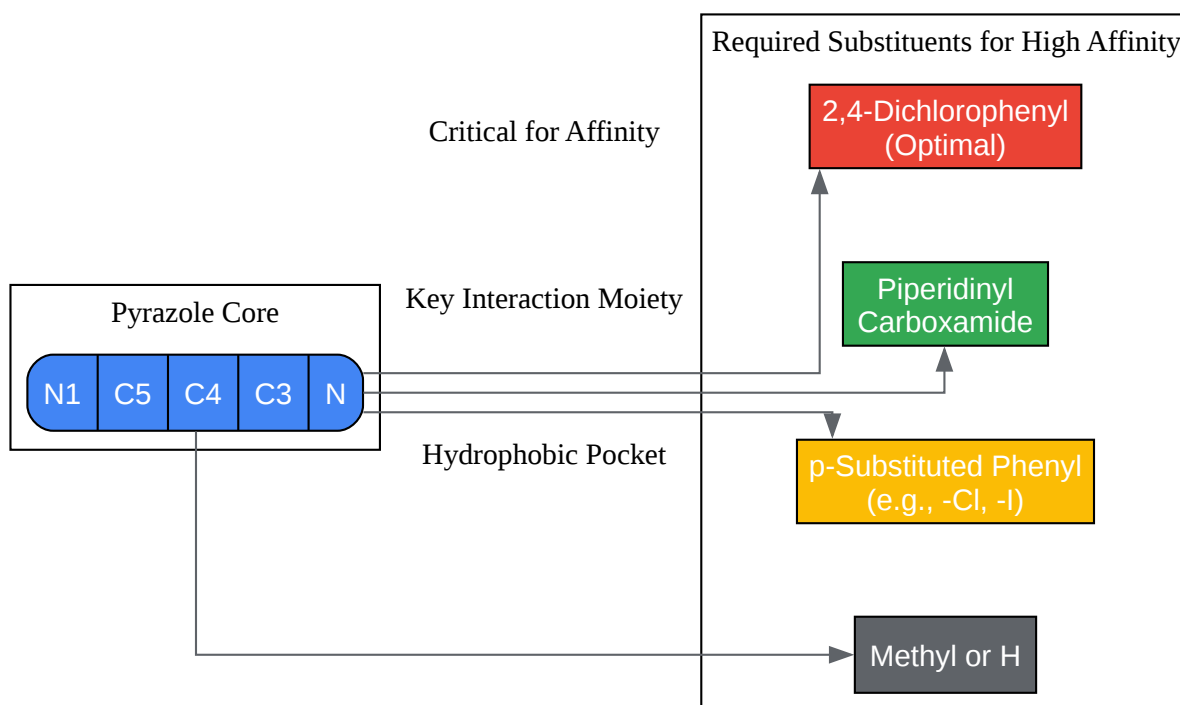 Required Substituents for High Affinity
2,4-Dichlorophenyl
(Optimal)
Critical for Affinity
Piperidinyl
Carboxamide
Key Interaction Moiety
Pyrazole Core
N1 C5 C4 C3 N
Hydrophobic Pocket
p-Substituted Phenyl
(e.g., -Cl, -I)
Methyl or H